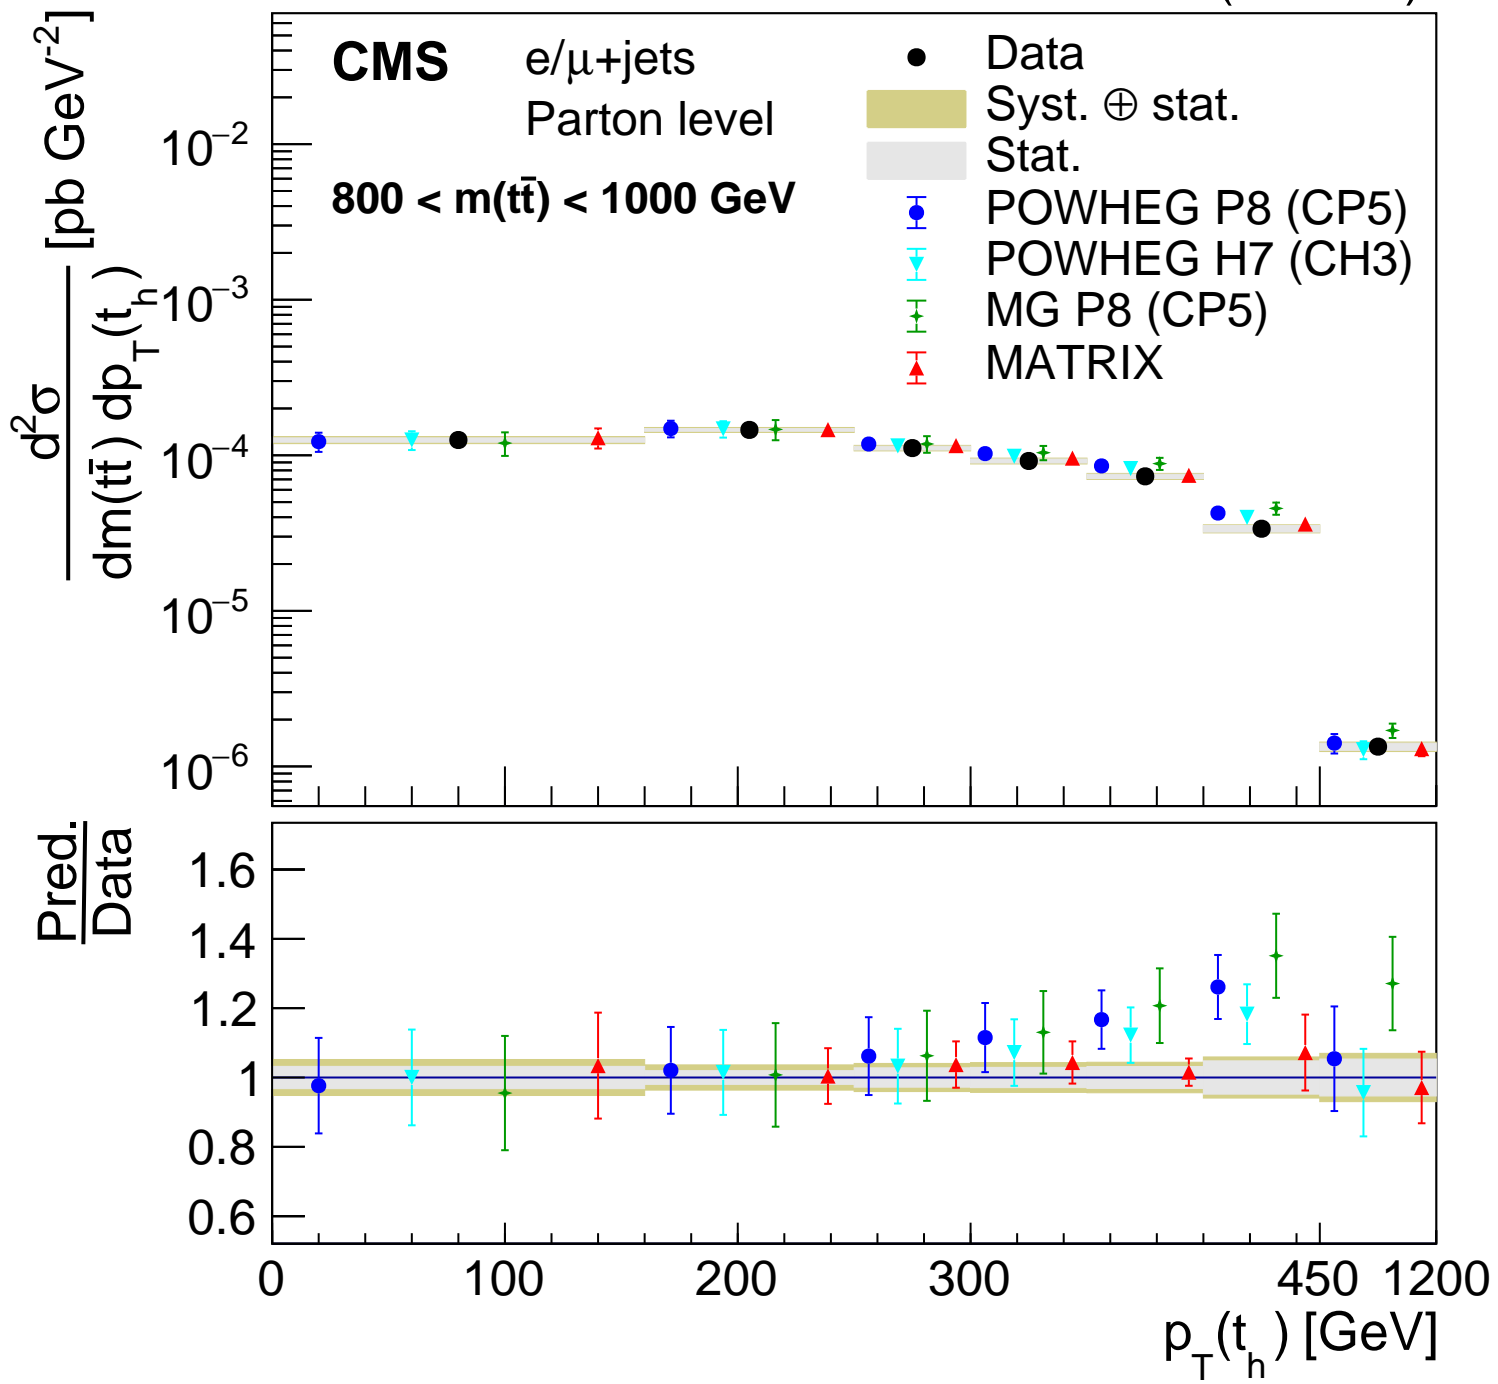 CMS
e/μ+jets
Parton level
800 < m(tt̄) < 1000 GeV
Data
Syst. ⊕ stat.
Stat.
POWHEG P8 (CP5)
POWHEG H7 (CH3)
MG P8 (CP5)
MATRIX
d²σ
dm(tt̄) dp_T(t_h)
[pb GeV⁻²]
10⁻²
10⁻³
10⁻⁴
10⁻⁵
10⁻⁶
Pred.
Data
1.6
1.4
1.2
1
0.8
0.6
0 100 200 300 450 1200
p_T(t_h) [GeV]